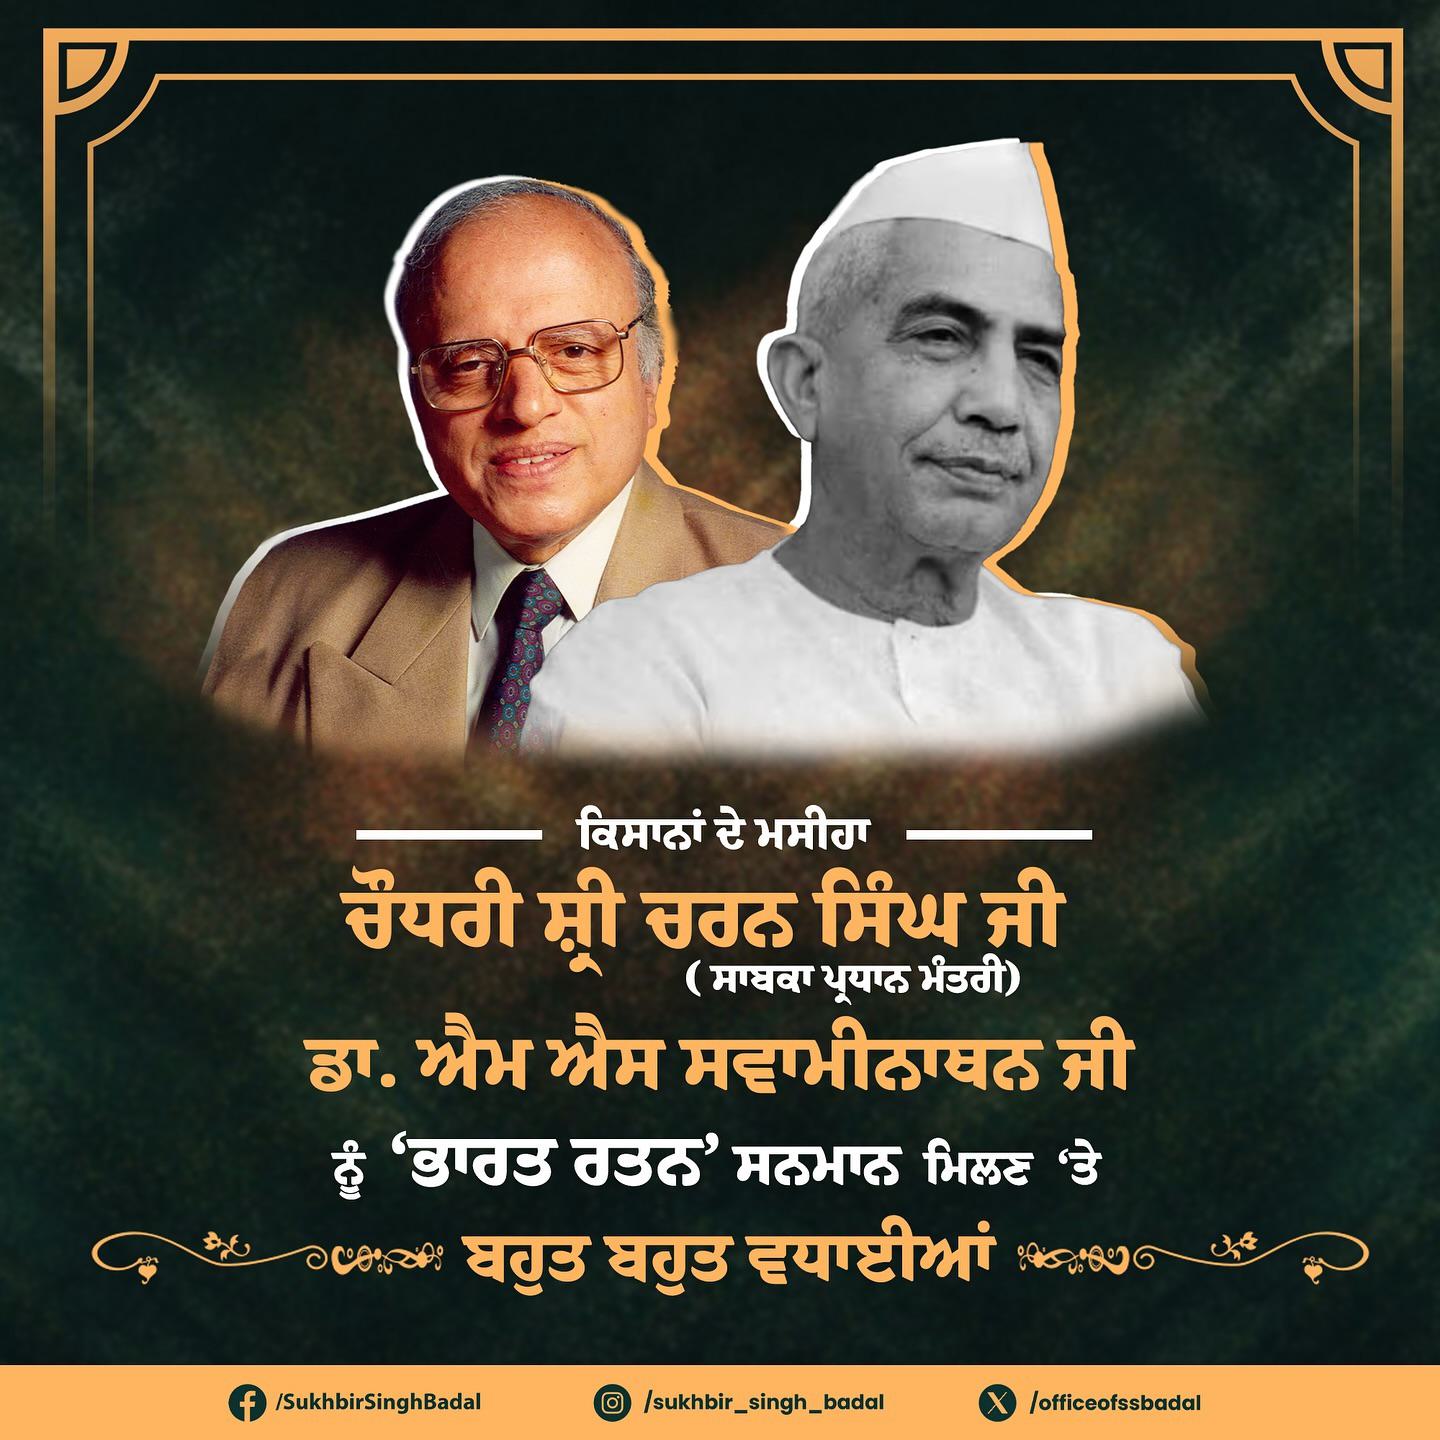 ਕਿਸਾਨਾਂ ਦੇ ਮਸੀਹਾ
ਚੌਧਰੀ ਸ਼੍ਰੀ ਚਰਨ ਸਿੰਘ ਜੀ
( ਸਾਬਕਾ ਪ੍ਰਧਾਨ ਮੰਤਰੀ)
ਡਾ. ਐਮ ਐਸ ਸਵਾਮੀਨਾਥਨ ਜੀ
ਨੂੰ ‘ਭਾਰਤ ਰਤਨ’ ਸਨਮਾਨ ਮਿਲਣ ‘ਤੇ
ਬਹੁਤ ਬਹੁਤ ਵਧਾਈਆਂ
/SukhbirSinghBadal /sukhbir_singh_badal /officeofssbadal